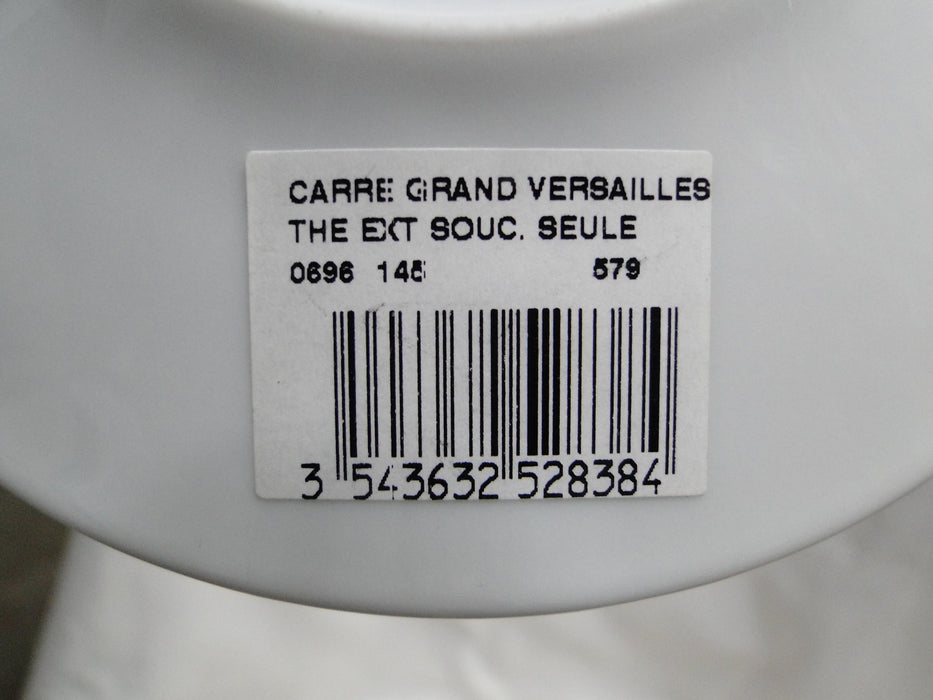 CARRE GRAND VERSAILLES
THE EXT SOUC. SEULE
0696 145 579
3 543632 528384